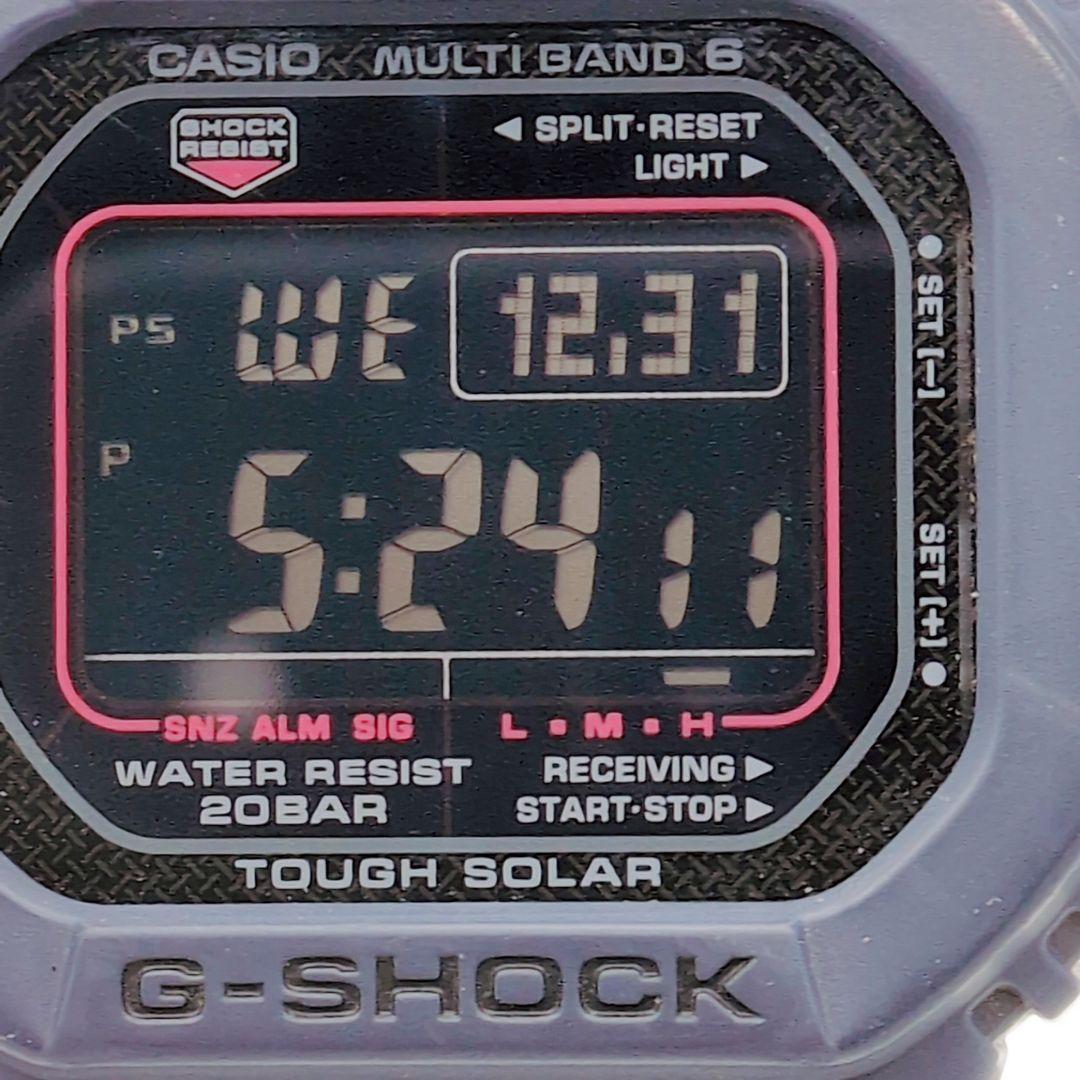 CASIO MULTI BAND 6
SHOCK
RESIST
SPLIT·RESET
LIGHT
PS WE 12.31
P 5:24 11
SET [–]
SET [+]
SNZ ALM SIG L M H
WATER RESIST
20BAR
RECEIVING
START·STOP
TOUGH SOLAR
G-SHOCK